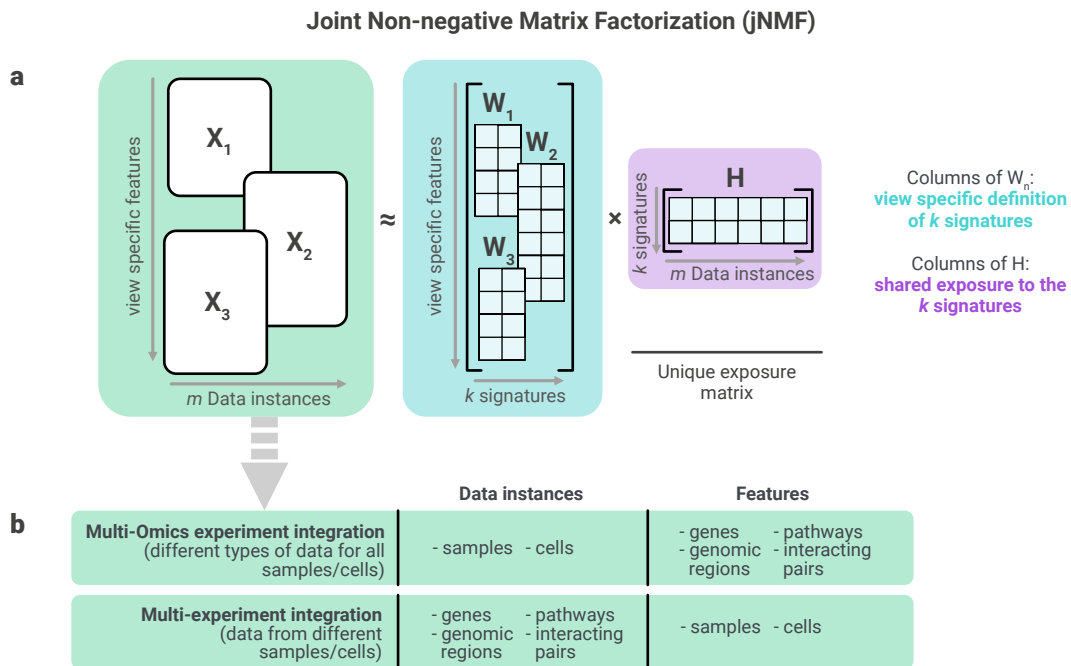 Joint Non-negative Matrix Factorization (jNMF)
a
view specific features
X1
X2
X3
m Data instances
≈
view specific features
W1
W2
W3
k signatures
×
H
k signatures
m Data instances
Unique exposure
matrix
Columns of Wn:
view specific definition
of k signatures
Columns of H:
shared exposure to the
k signatures
b
Data instances
Features
Multi-Omics experiment integration
(different types of data for all
samples/cells)
- samples - cells
- genes - pathways
- genomic - interacting
regions pairs
Multi-experiment integration
(data from different
samples/cells)
- genes - pathways
- genomic - interacting
regions pairs
- samples - cells